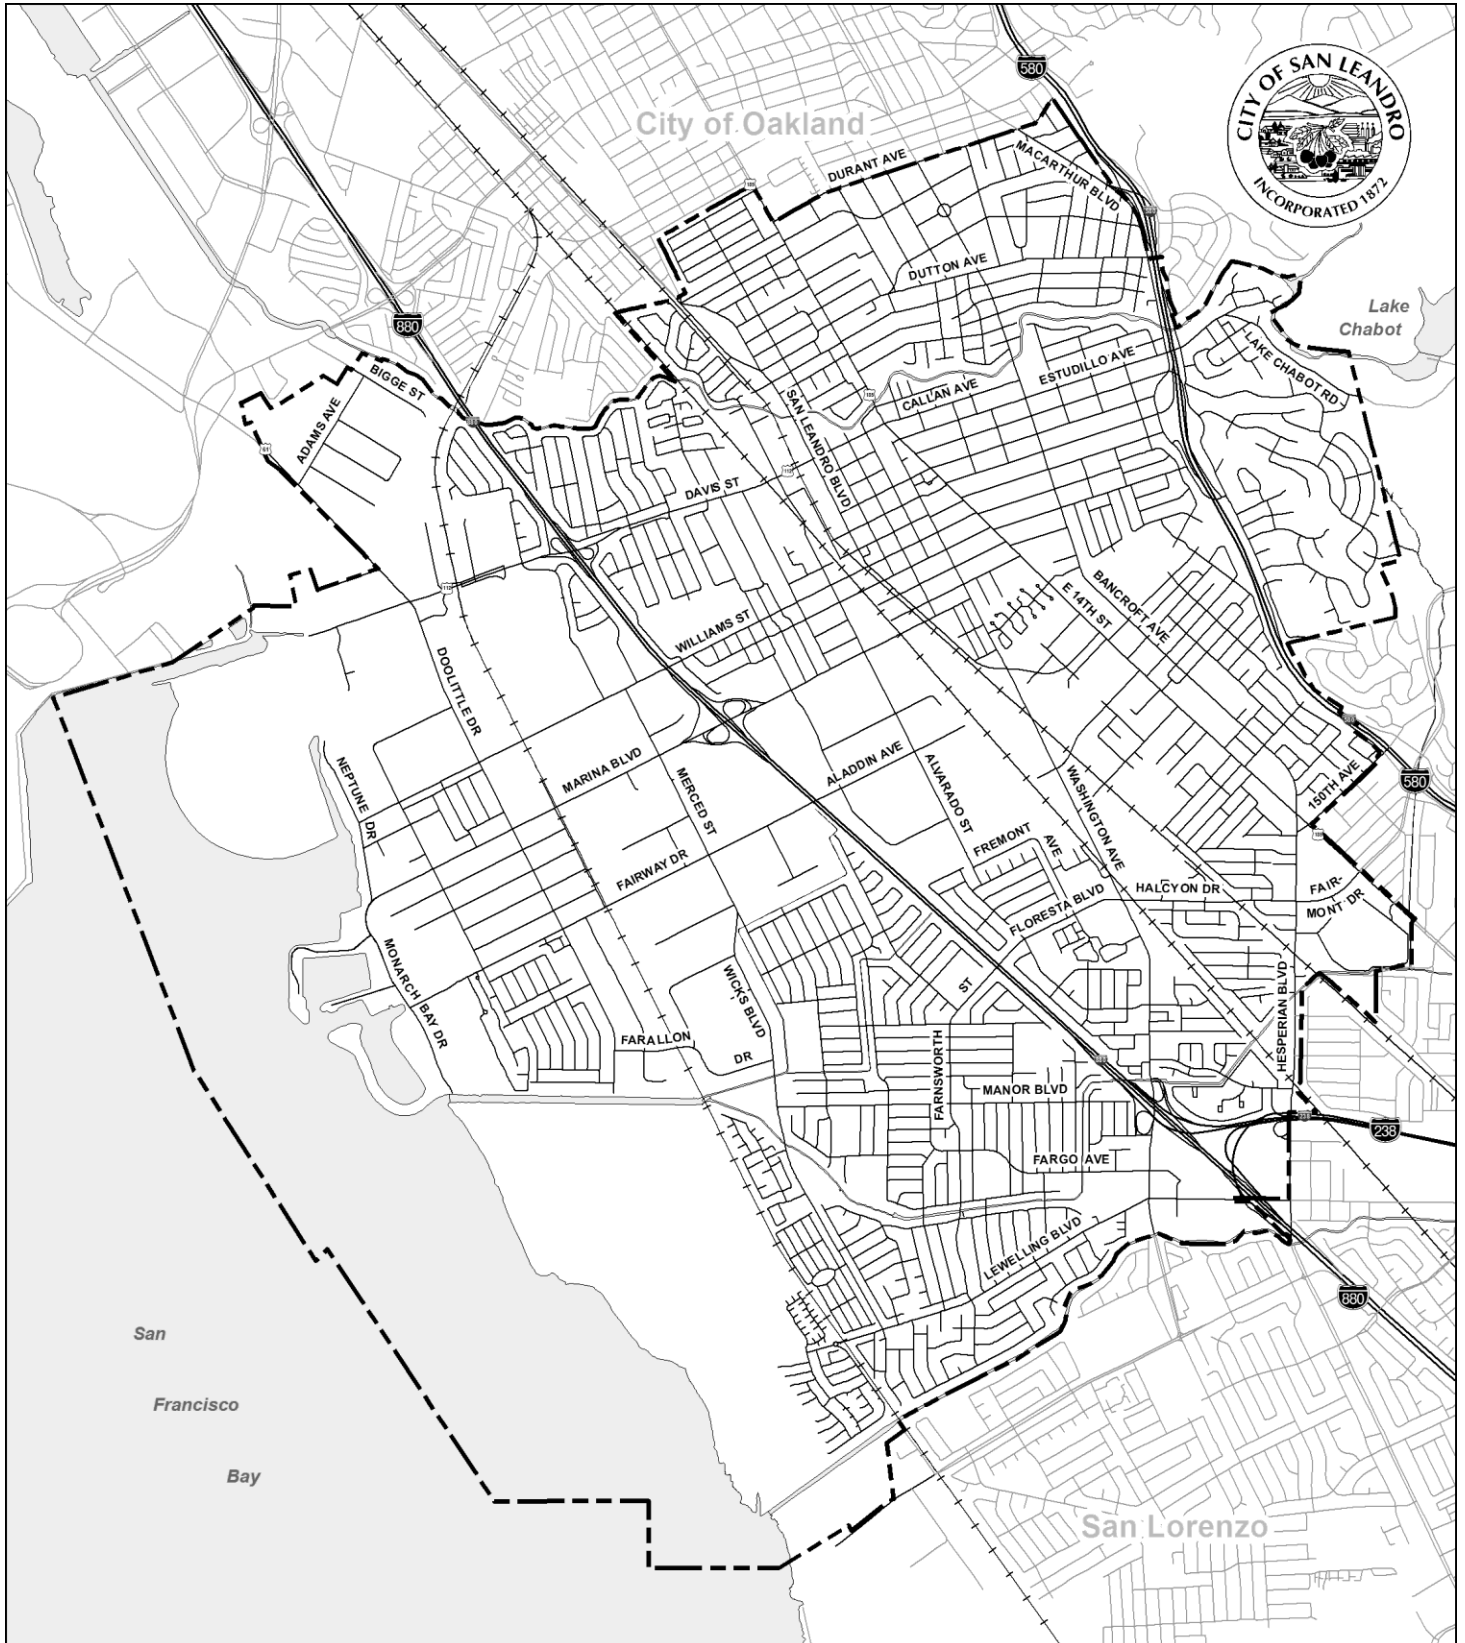 580
CITY OF SAN LEANDRO
INCORPORATED 1872
City of Oakland
185
DURANT AVE
MACARTHUR BLVD
DUTTON AVE
Lake
Chabot
880
LAKE CHABOT RD
ESTUDILLO AVE
BIGGE ST
CALLAN AVE
SAN LEANDRO BLVD
ADAMS AVE
61
DAVIS ST
112
112
BANCROFT AVE
E 14TH ST
WILLIAMS ST
DOOLITTLE DR
MARINA BLVD
ALADDIN AVE
NEPTUNE DR
MERCED ST
ALVARADO ST
WASHINGTON AVE
150TH AVE
580
FREMONT
AVE
FAIRWAY DR
HALCYON DR
FAIR-
MONT DR
FLORESTA BLVD
MONARCH BAY DR
WICKS BLVD
ST
HESPERIAN BLVD
FARALLON
DR
FARNSWORTH
MANOR BLVD
238
FARGO AVE
LEWELLING BLVD
880
San
Francisco
Bay
San Lorenzo